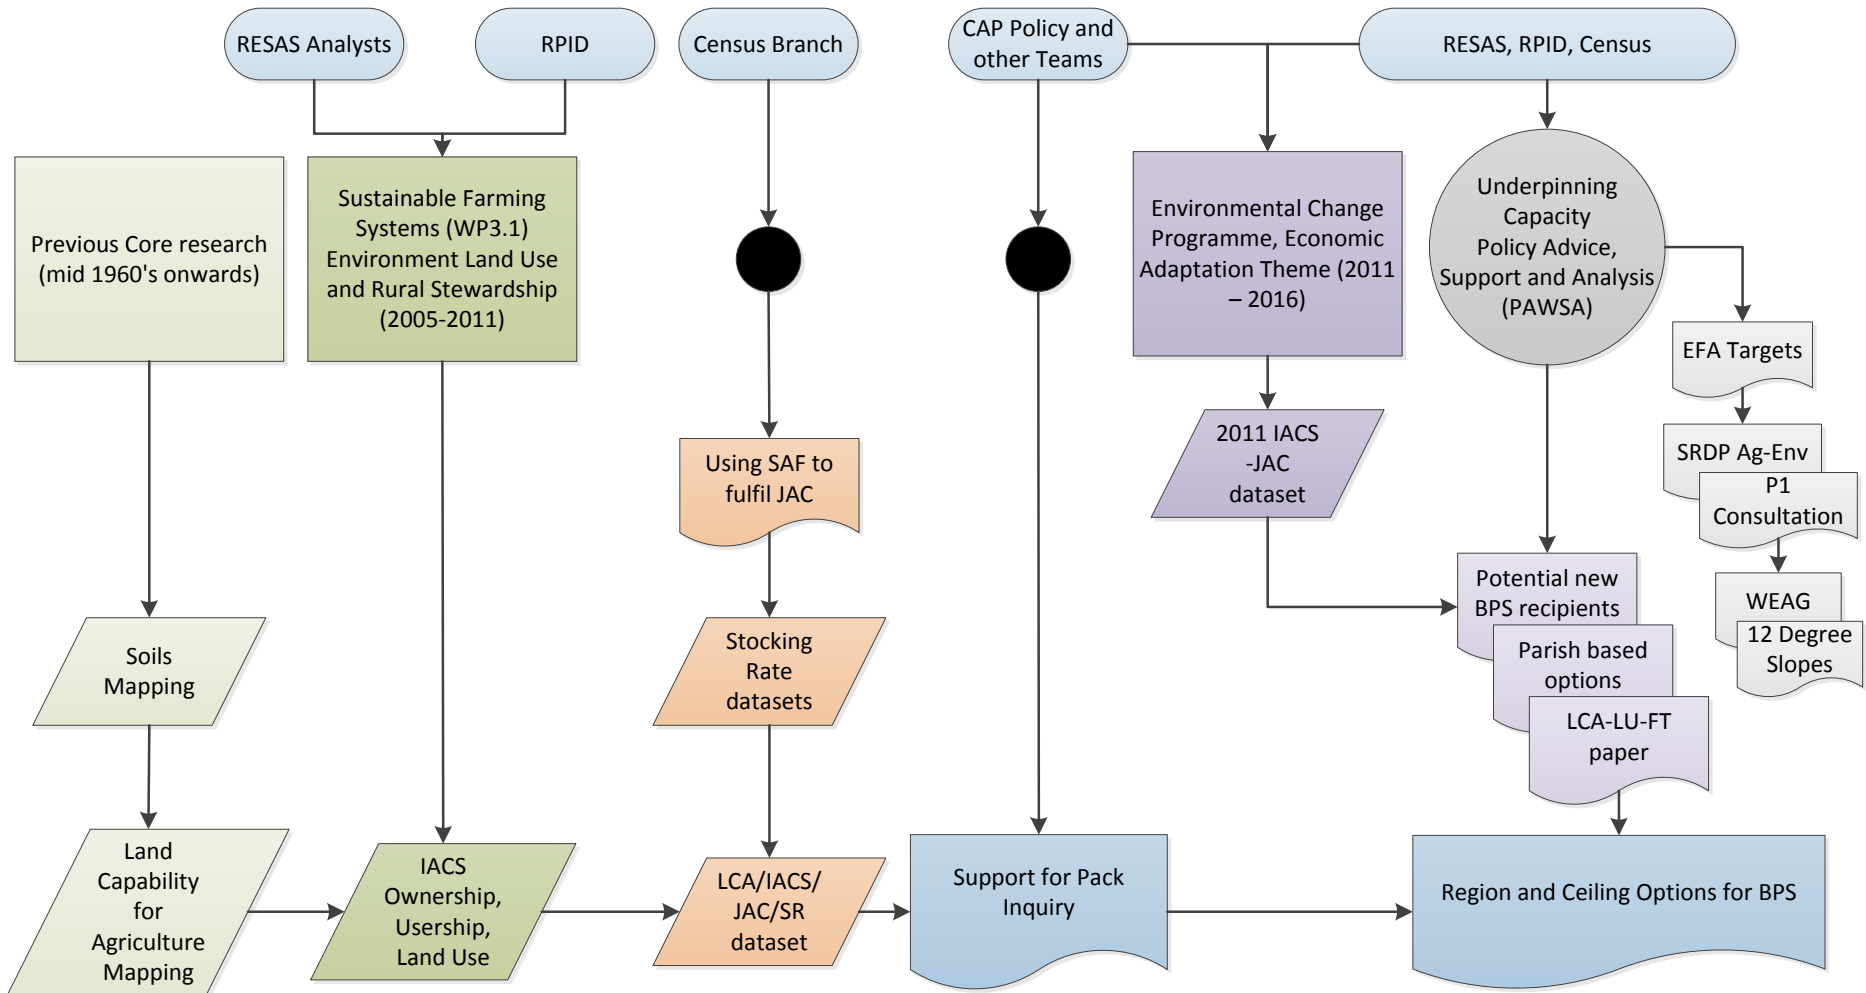 RESAS Analysts
RPID
Census Branch
CAP Policy and
other Teams
RESAS, RPID, Census
Previous Core research
(mid 1960's onwards)
Sustainable Farming
Systems (WP3.1)
Environment Land Use
and Rural Stewardship
(2005-2011)
Environmental Change
Programme, Economic
Adaptation Theme (2011
– 2016)
Underpinning
Capacity
Policy Advice,
Support and Analysis
(PAWSA)
EFA Targets
SRDP Ag-Env
P1
Consultation
WEAG
12 Degree
Slopes
Using SAF to
fulfil JAC
2011 IACS
-JAC
dataset
Potential new
BPS recipients
Parish based
options
LCA-LU-FT
paper
Soils
Mapping
Stocking
Rate
datasets
Land
Capability
for
Agriculture
Mapping
IACS
Ownership,
Usership,
Land Use
LCA/IACS/
JAC/SR
dataset
Support for Pack
Inquiry
Region and Ceiling Options for BPS